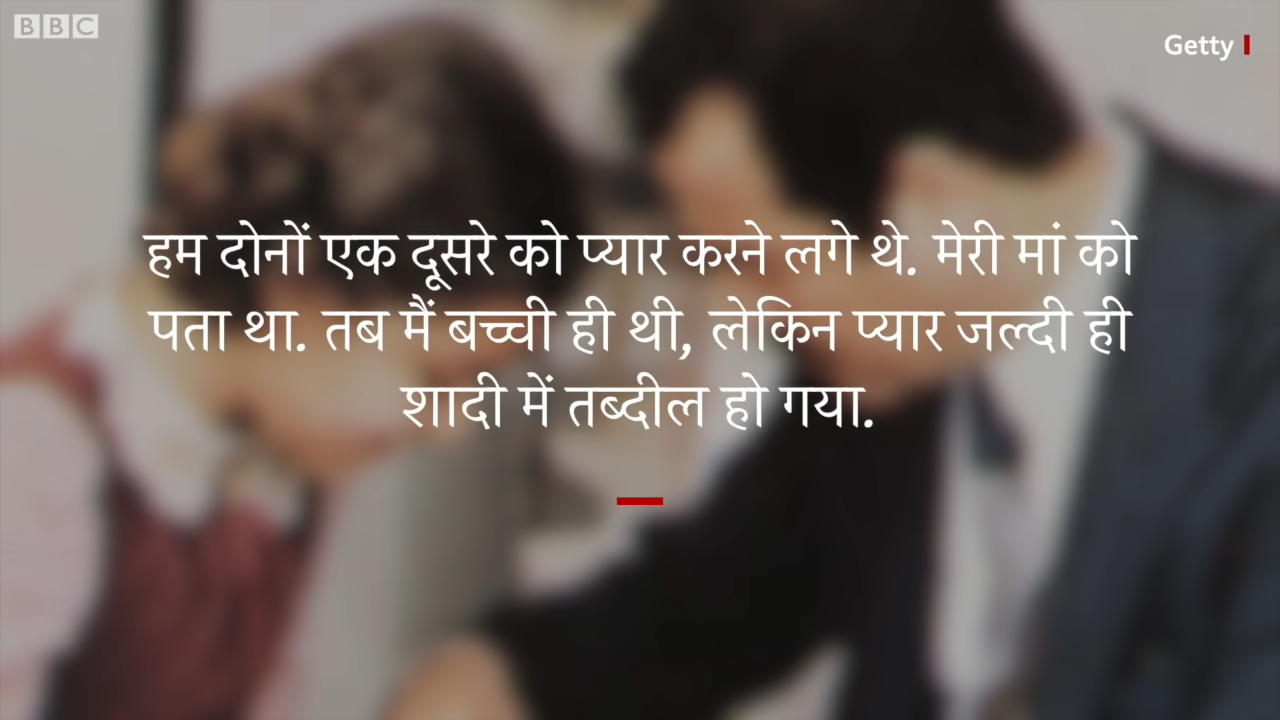 BBC
Getty
हम दोनों एक दूसरे को प्यार करने लगे थे. मेरी मां को
पता था. तब मैं बच्ची ही थी, लेकिन प्यार जल्दी ही
शादी में तब्दील हो गया.